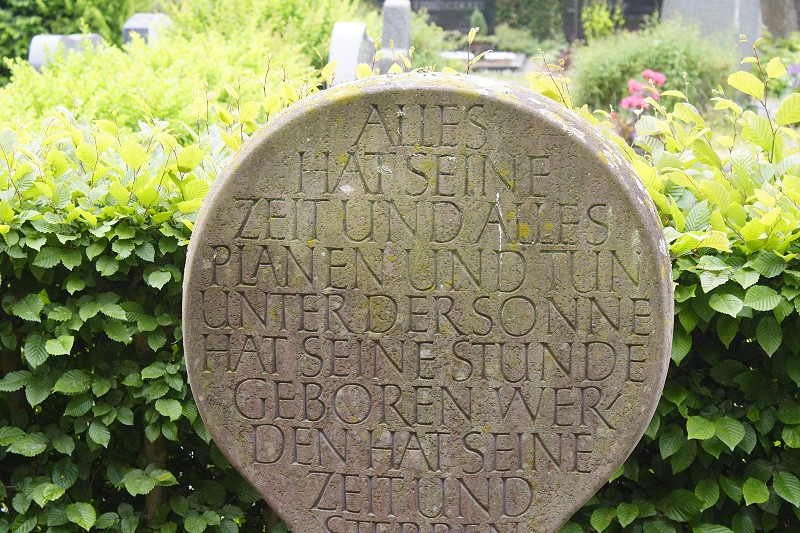 ALLES
HAT SEINE
ZEIT UND ALLES
PLANEN UND TUN
UNTER DER SONNE
HAT SEINE STUNDE
GEBOREN WER-
DEN HAT SEINE
ZEIT UND
STERBEN